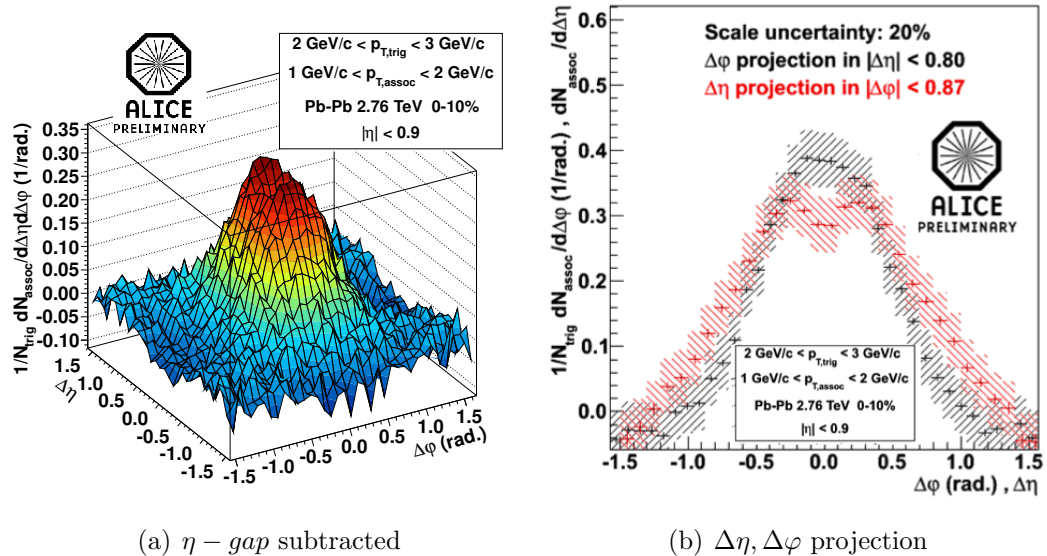 ALICE
PRELIMINARY
2 GeV/c < p_T,trig < 3 GeV/c
1 GeV/c < p_T,assoc < 2 GeV/c
Pb-Pb 2.76 TeV 0-10%
|η| < 0.9
1/N_trig dN_assoc/dΔηdΔφ (1/rad.)
0.35
0.30
0.25
0.20
0.15
0.10
0.05
0.00
-0.05
-0.10
1.5
1.0
0.5
0.0
-0.5
-1.0
-1.5
Δη
-1.5
-1.0
-0.5
0.0
0.5
1.0
1.5
Δφ (rad.)
(a) η − gap subtracted
1/N_trig dN_assoc/dΔφ (1/rad.) , dN_assoc/dΔη
0.6
0.4
0.2
0.0
Scale uncertainty: 20%
Δφ projection in |Δη| < 0.80
Δη projection in |Δφ| < 0.87
ALICE
PRELIMINARY
2 GeV/c < p_T,trig < 3 GeV/c
1 GeV/c < p_T,assoc < 2 GeV/c
Pb-Pb 2.76 TeV 0-10%
|η| < 0.9
-1.5 -1.0 -0.5 0.0 0.5 1.0 1.5
Δφ (rad.) , Δη
(b) Δη, Δφ projection